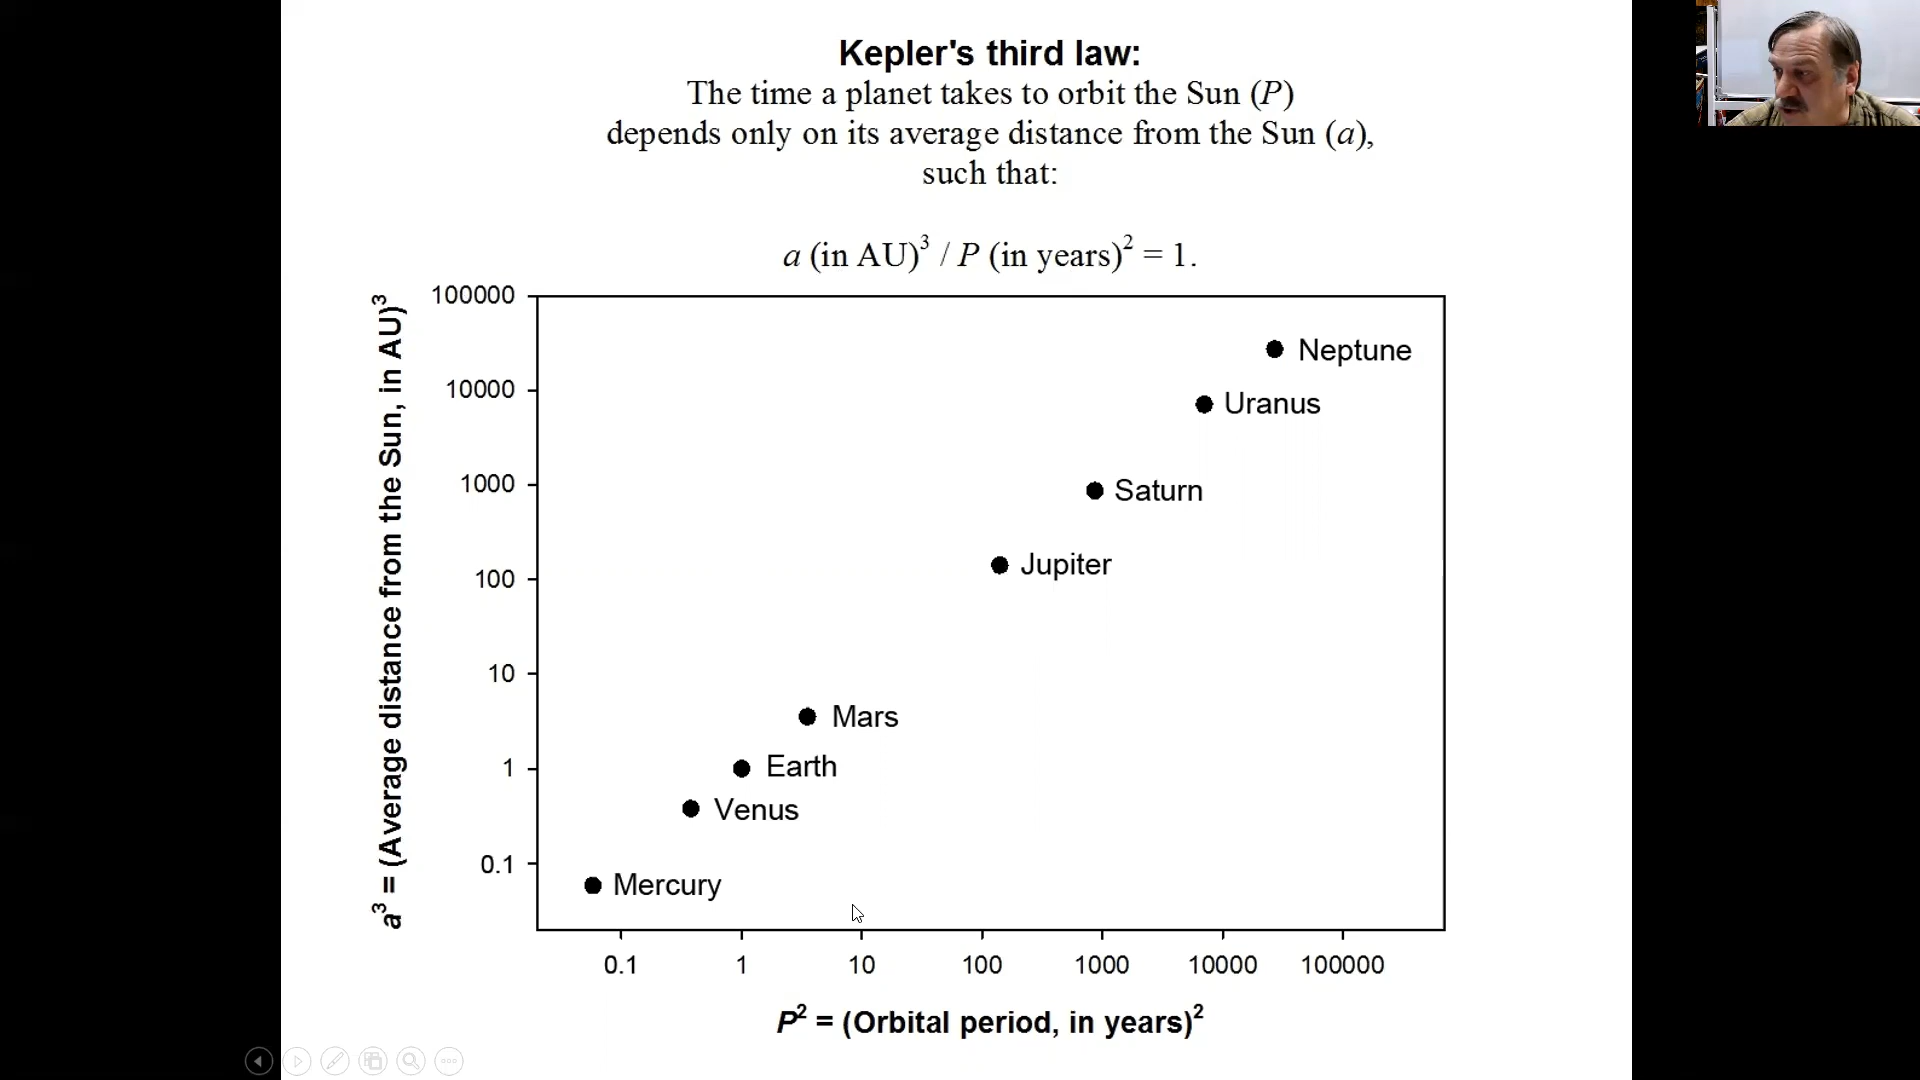 Kepler's third law:
The time a planet takes to orbit the Sun (P)
depends only on its average distance from the Sun (a),
such that:
a (in AU)³ / P (in years)² = 1.
a³ = (Average distance from the Sun, in AU)³
100000
10000
1000
100
10
1
0.1
Neptune
Uranus
Saturn
Jupiter
Mars
Earth
Venus
Mercury
0.1 1 10 100 1000 10000 100000
P² = (Orbital period, in years)²